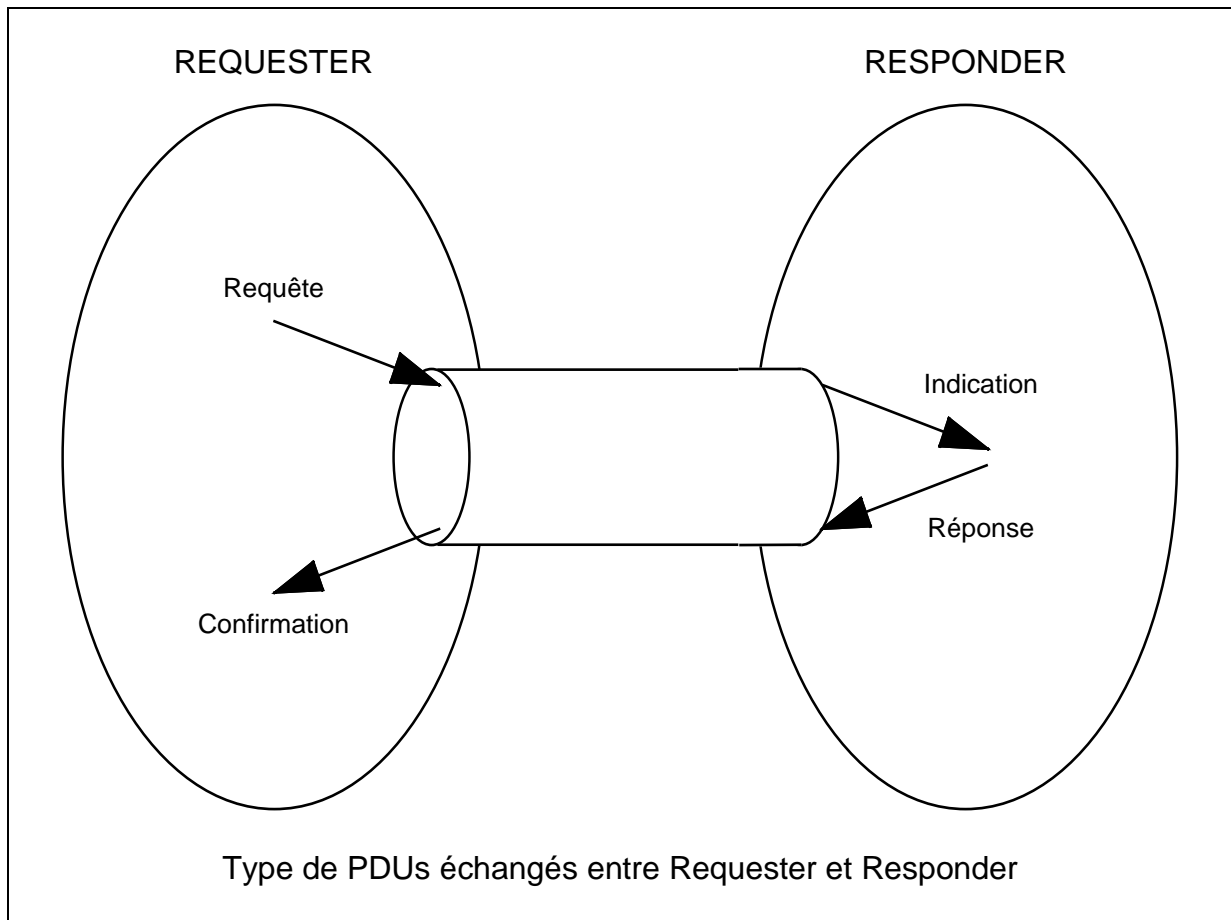 REQUESTER
RESPONDER
Requête
Indication
Réponse
Confirmation
Type de PDUs échangés entre Requester et Responder